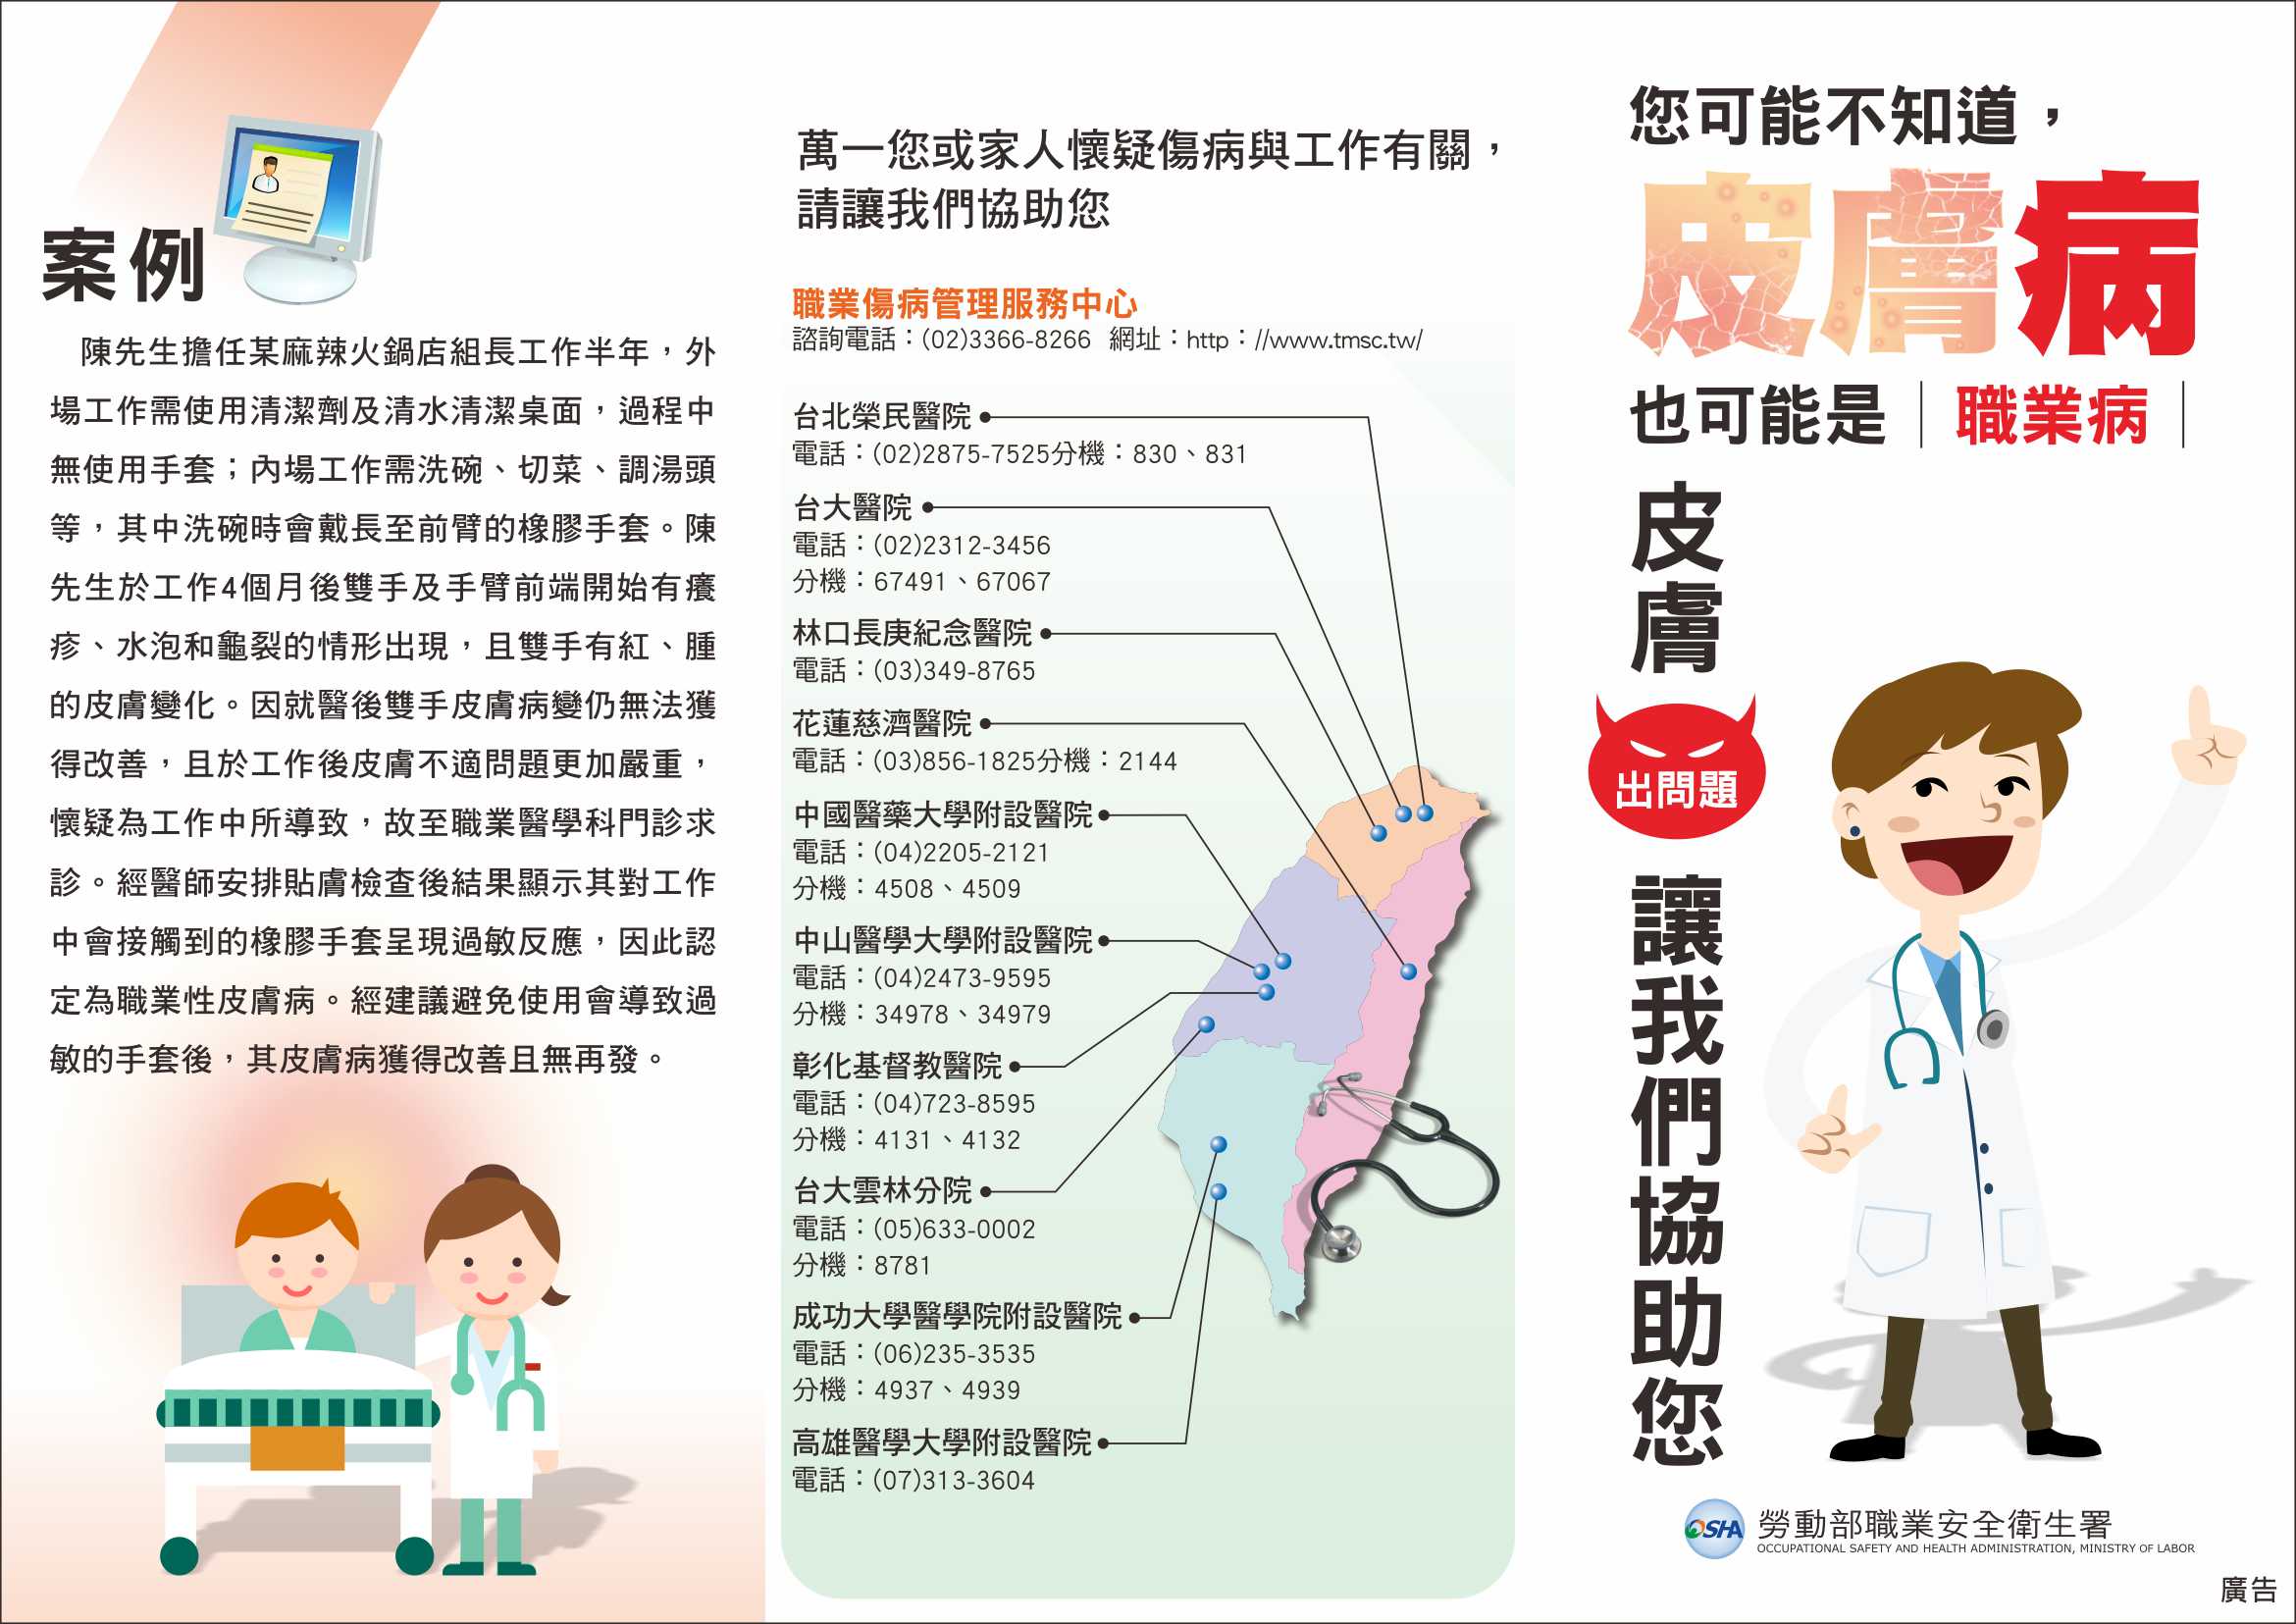 案例
陳先生擔任某麻辣火鍋店組長工作半年，外
場工作需使用清潔劑及清水清潔桌面，過程中
無使用手套；內場工作需洗碗、切菜、調湯頭
等，其中洗碗時會戴長至前臂的橡膠手套。陳
先生於工作4個月後雙手及手臂前端開始有癢
疹、水泡和龜裂的情形出現，且雙手有紅、腫
的皮膚變化。因就醫後雙手皮膚病變仍無法獲
得改善，且於工作後皮膚不適問題更加嚴重，
懷疑為工作中所導致，故至職業醫學科門診求
診。經醫師安排貼膚檢查後結果顯示其對工作
中會接觸到的橡膠手套呈現過敏反應，因此認
定為職業性皮膚病。經建議避免使用會導致過
敏的手套後，其皮膚病獲得改善且無再發。
萬一您或家人懷疑傷病與工作有關，
請讓我們協助您
職業傷病管理服務中心
諮詢電話：(02)3366-8266 網址：http：//www.tmsc.tw/
台北榮民醫院
電話：(02)2875-7525分機：830、831
台大醫院
電話：(02)2312-3456
分機：67491、67067
林口長庚紀念醫院
電話：(03)349-8765
花蓮慈濟醫院
電話：(03)856-1825分機：2144
中國醫藥大學附設醫院
電話：(04)2205-2121
分機：4508、4509
中山醫學大學附設醫院
電話：(04)2473-9595
分機：34978、34979
彰化基督教醫院
電話：(04)723-8595
分機：4131、4132
台大雲林分院
電話：(05)633-0002
分機：8781
成功大學醫學院附設醫院
電話：(06)235-3535
分機：4937、4939
高雄醫學大學附設醫院
電話：(07)313-3604
您可能不知道，
皮膚病
也可能是｜職業病｜
皮膚
出問題
讓我們協助您
OSHA 勞動部職業安全衛生署
OCCUPATIONAL SAFETY AND HEALTH ADMINISTRATION, MINISTRY OF LABOR
廣告